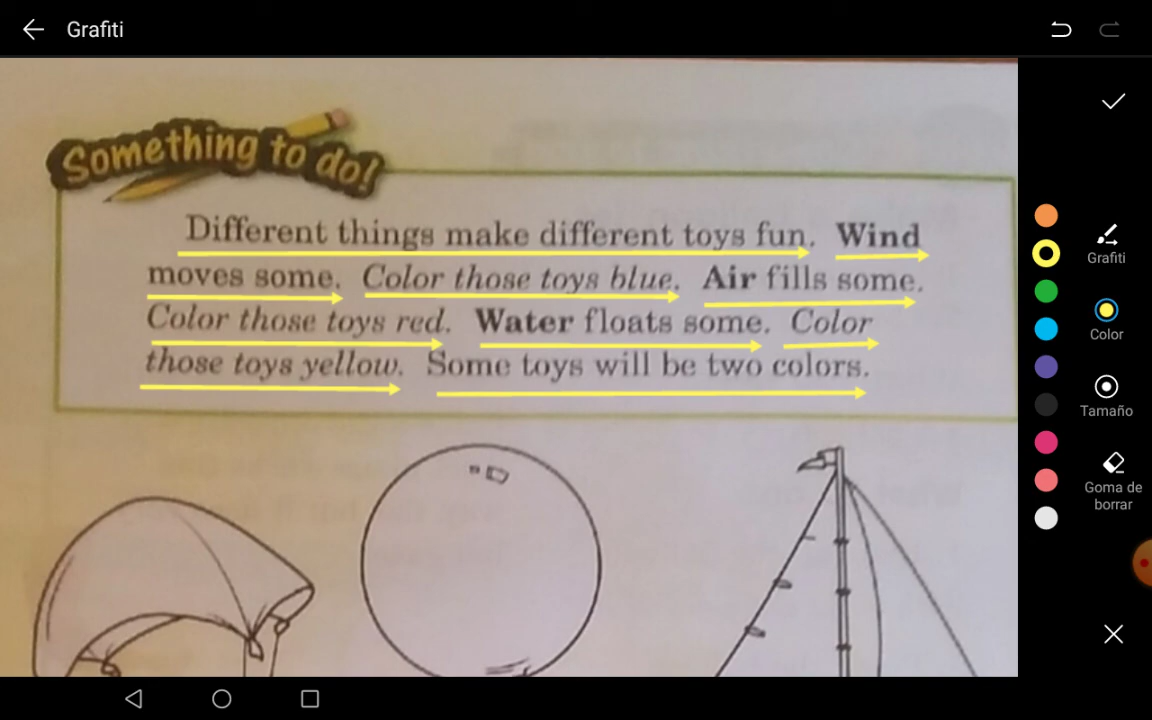 Grafiti
Something to do!
Different things make different toys fun. Wind
moves some. Color those toys blue. Air fills some.
Color those toys red. Water floats some. Color
those toys yellow. Some toys will be two colors.
Grafiti
Color
Tamaño
Goma de
borrar